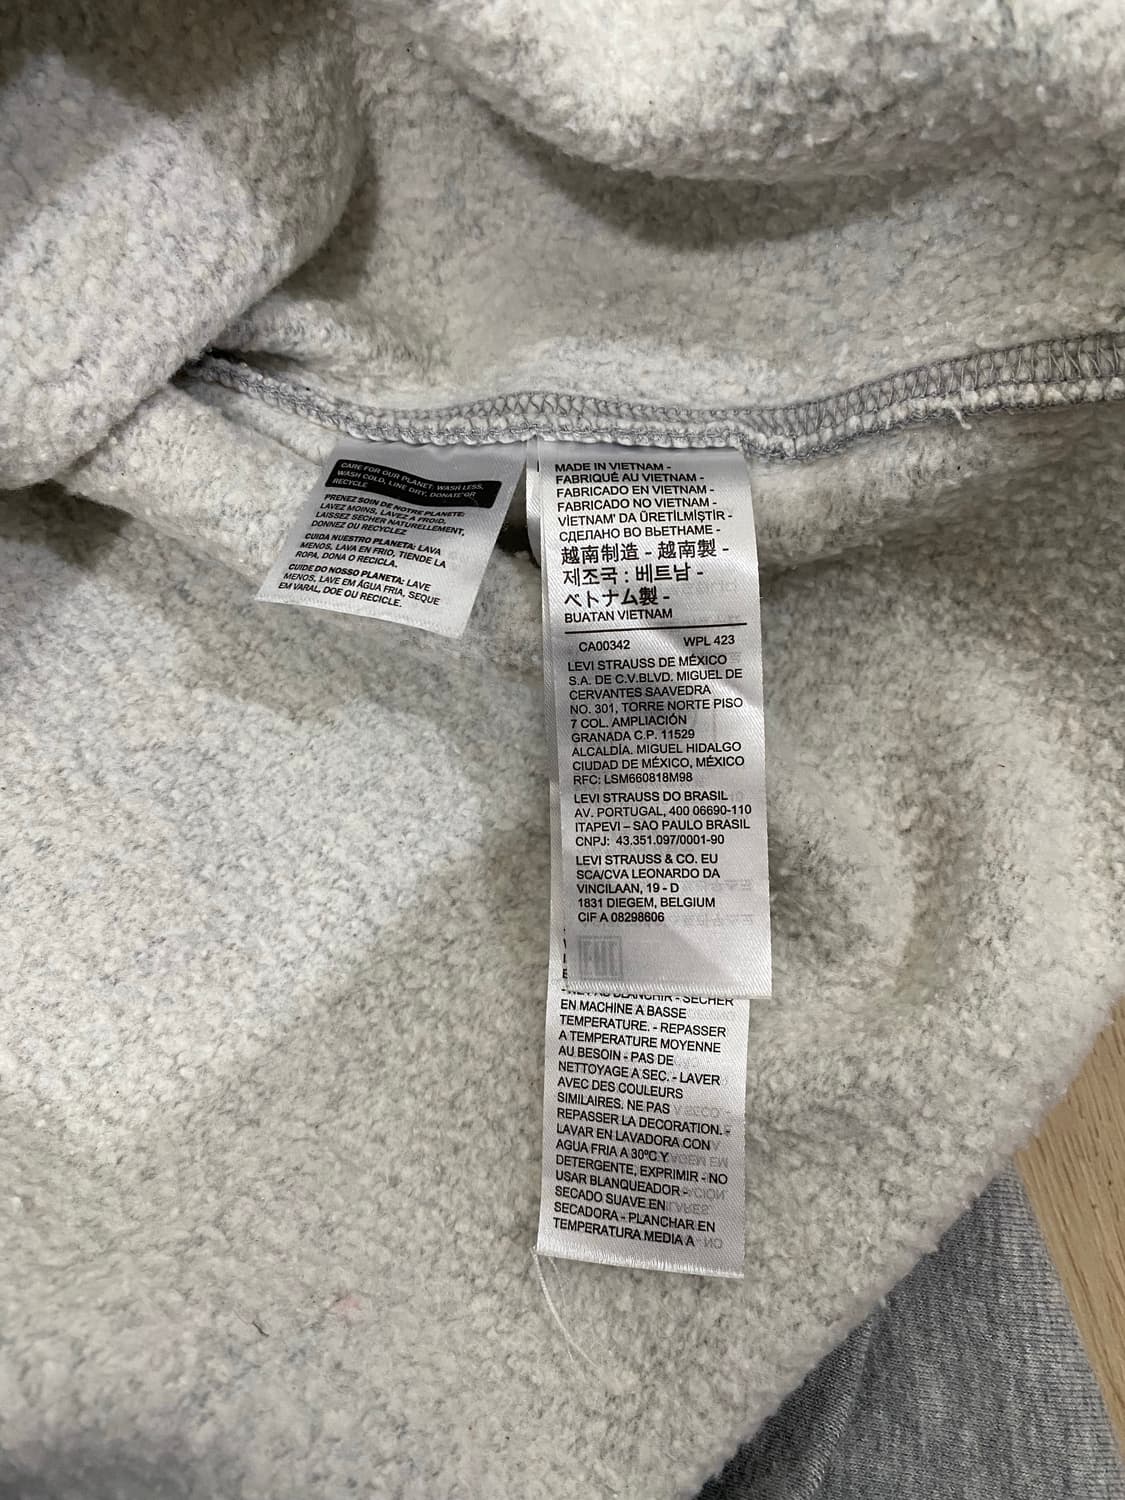 CARE FOR OUR PLANET: WASH LESS,
WASH COLD, LINE DRY, DONATE OR
RECYCLE
PRENEZ SOIN DE NOTRE PLANETE:
LAVEZ MOINS, LAVEZ A FROID,
LAISSEZ SECHER NATURELLEMENT,
DONNEZ OU RECYCLEZ
CUIDA NUESTRO PLANETA: LAVA
MENOS, LAVA EN FRIO, TIENDE LA
ROPA, DONA O RECICLA.
CUIDE DO NOSSO PLANETA: LAVE
MENOS, LAVE EM ÁGUA FRIA, SEQUE
EM VARAL, DOE OU RECICLE.
MADE IN VIETNAM -
FABRIQUÉ AU VIETNAM -
FABRICADO EN VIETNAM -
FABRICADO NO VIETNAM -
VİETNAM' DA ÜRETİLMİŞTİR -
СДЕЛАНО ВО ВЬЕТНАМЕ -
越南制造 - 越南製 -
제조국 : 베트남 -
ベトナム製 -
BUATAN VIETNAM
CA00342 WPL 423
LEVI STRAUSS DE MÉXICO
S.A. DE C.V.BLVD. MIGUEL DE
CERVANTES SAAVEDRA
NO. 301, TORRE NORTE PISO
7 COL. AMPLIACIÓN
GRANADA C.P. 11529
ALCALDÍA. MIGUEL HIDALGO
CIUDAD DE MÉXICO, MÉXICO
RFC: LSM660818M98
LEVI STRAUSS DO BRASIL
AV. PORTUGAL, 400 06690-110
ITAPEVI – SAO PAULO BRASIL
CNPJ: 43.351.097/0001-90
LEVI STRAUSS & CO. EU
SCA/CVA LEONARDO DA
VINCILAAN, 19 - D
1831 DIEGEM, BELGIUM
CIF A 08298606
EAC
BLANCHIR - SECHER
EN MACHINE A BASSE
TEMPERATURE. - REPASSER
A TEMPERATURE MOYENNE
AU BESOIN - PAS DE
NETTOYAGE A SEC. - LAVER
AVEC DES COULEURS
SIMILAIRES. NE PAS
REPASSER LA DECORATION. -
LAVAR EN LAVADORA CON
AGUA FRIA A 30ºC Y
DETERGENTE, EXPRIMIR - NO
USAR BLANQUEADOR -
SECADO SUAVE EN
SECADORA - PLANCHAR EN
TEMPERATURA MEDIA A